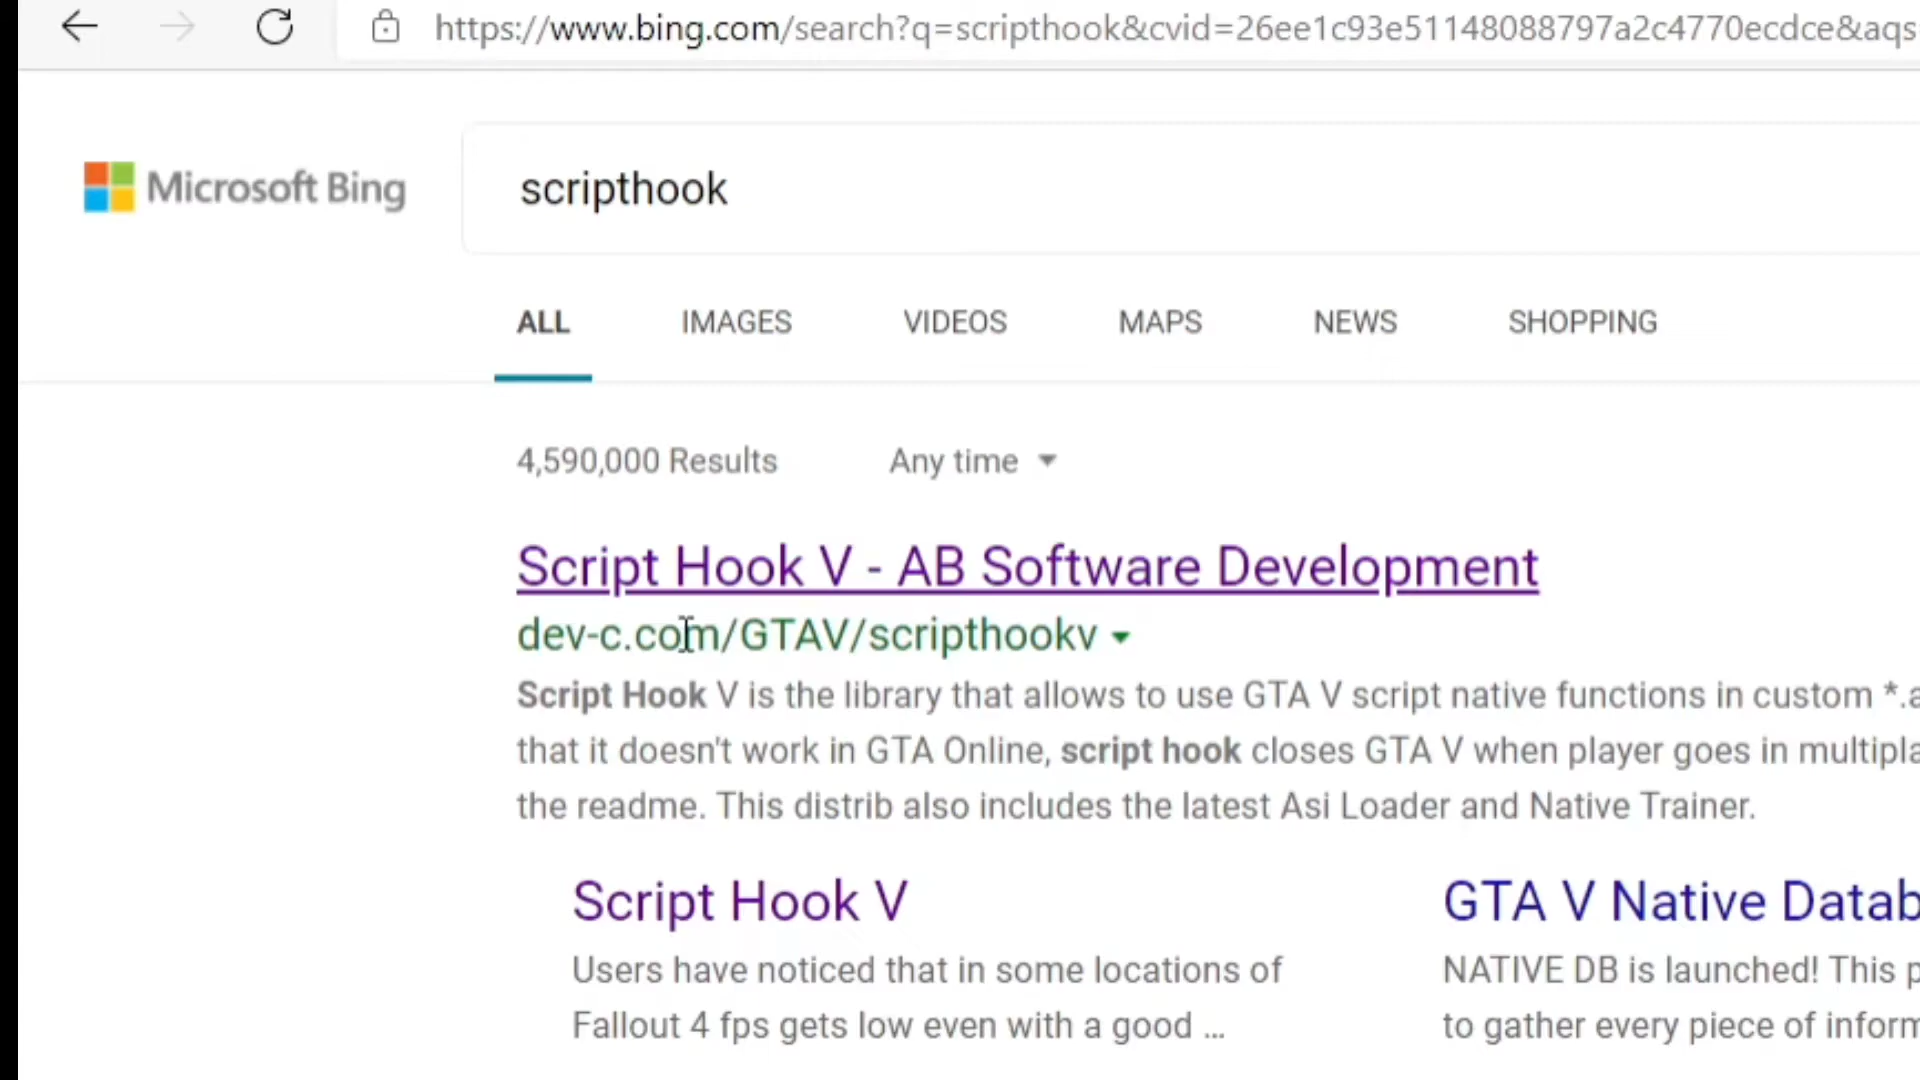 https://www.bing.com/search?q=scripthook&cvid=26ee1c93e51148088797a2c4770ecdce&aqs
Microsoft Bing
scripthook
ALL IMAGES VIDEOS MAPS NEWS SHOPPING
4,590,000 Results Any time
Script Hook V - AB Software Development
dev-c.com/GTAV/scripthookv
Script Hook V is the library that allows to use GTA V script native functions in custom *.a
that it doesn't work in GTA Online, script hook closes GTA V when player goes in multipla
the readme. This distrib also includes the latest Asi Loader and Native Trainer.
Script Hook V
Users have noticed that in some locations of
Fallout 4 fps gets low even with a good ...
GTA V Native Datab
NATIVE DB is launched! This p
to gather every piece of inform